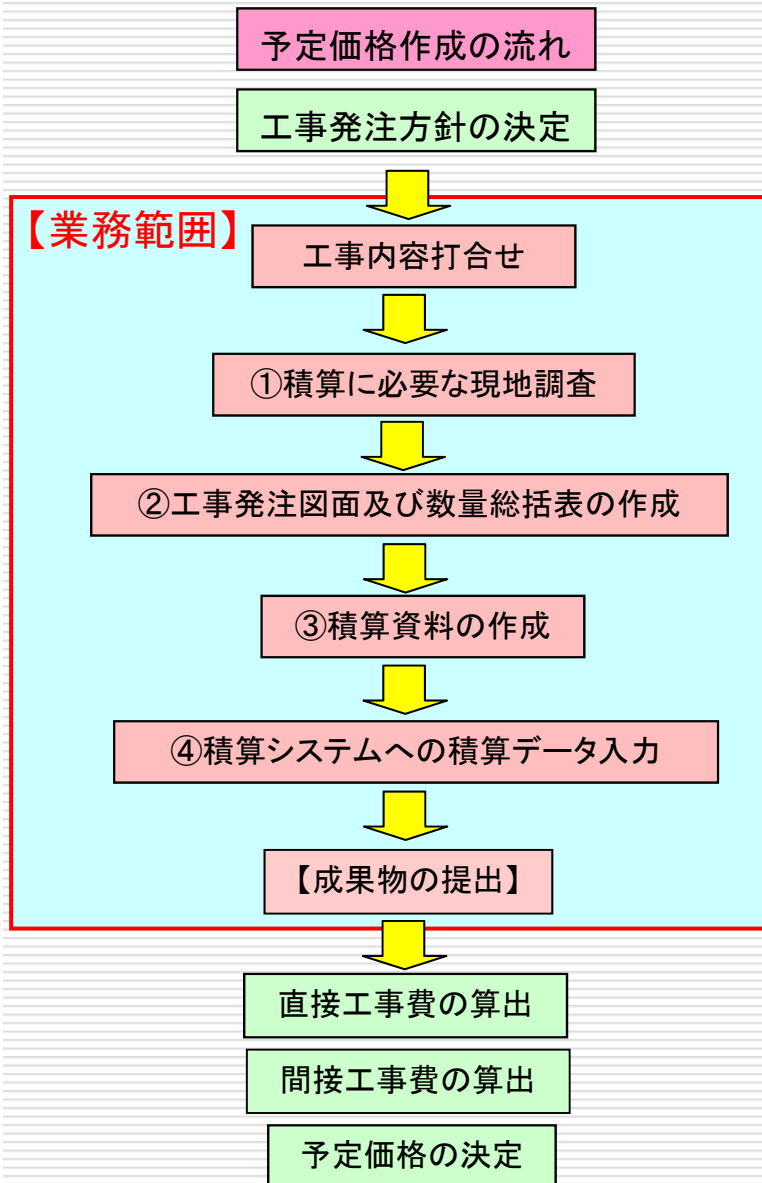 予定価格作成の流れ
工事発注方針の決定
【業務範囲】
工事内容打合せ
①積算に必要な現地調査
②工事発注図面及び数量総括表の作成
③積算資料の作成
④積算システムへの積算データ入力
【成果物の提出】
直接工事費の算出
間接工事費の算出
予定価格の決定